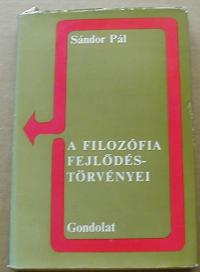 Sándor Pál
A FILOZÓFIA
FEJLŐDÉS-
TÖRVÉNYEI
Gondolat